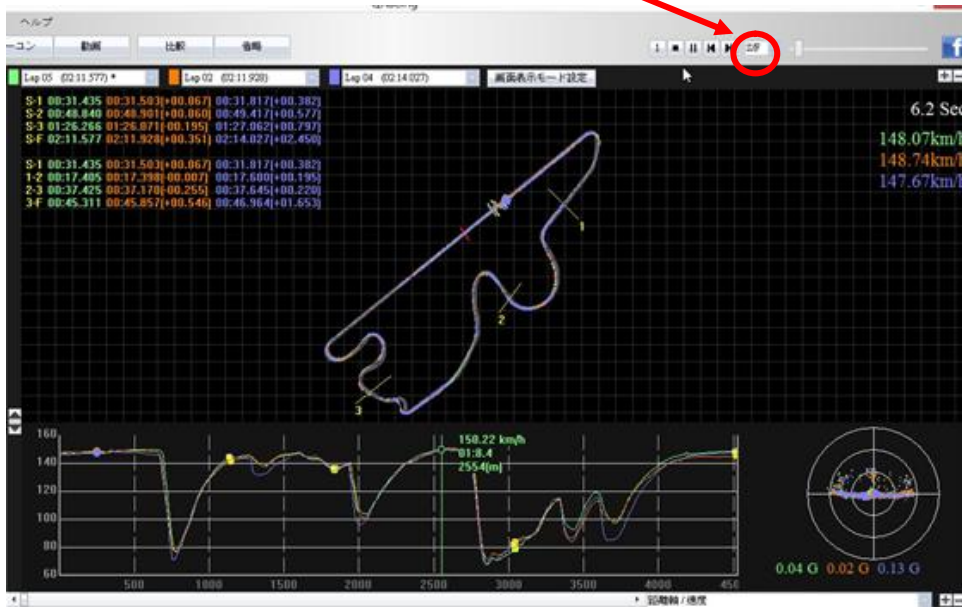 ヘルプ
動画 比較 省略
Lap 05 (02:11.577) * Lap 02 (02:11.928) Lap 04 (02:14.027) 画面表示モード設定
S-1 00:31.435 00:31.503[+00.067] 00:31.817[+00.382]
S-2 00:48.840 00:48.901[+00.060] 00:49.417[+00.577]
S-3 01:26.266 01:26.071[-00.195] 01:27.062[+00.797]
S-F 02:11.577 02:11.928[+00.351] 02:14.027[+02.450]
S-1 00:31.435 00:31.503[+00.067] 00:31.817[+00.382]
1-2 00:17.405 00:17.398[-00.007] 00:17.600[+00.195]
2-3 00:37.425 00:37.170[-00.255] 00:37.645[+00.220]
3-F 00:45.311 00:45.857[+00.546] 00:46.964[+01.653]
6.2 Sec
148.07km/h
148.74km/h
147.67km/h
1
2
3
160
140
120
100
80
60
158.22 km/h
01:8.4
2554[m]
500 1000 1500 2000 2500 3000 3500 4000 450
0.04 G 0.02 G 0.13 G
距離軸 / 速度